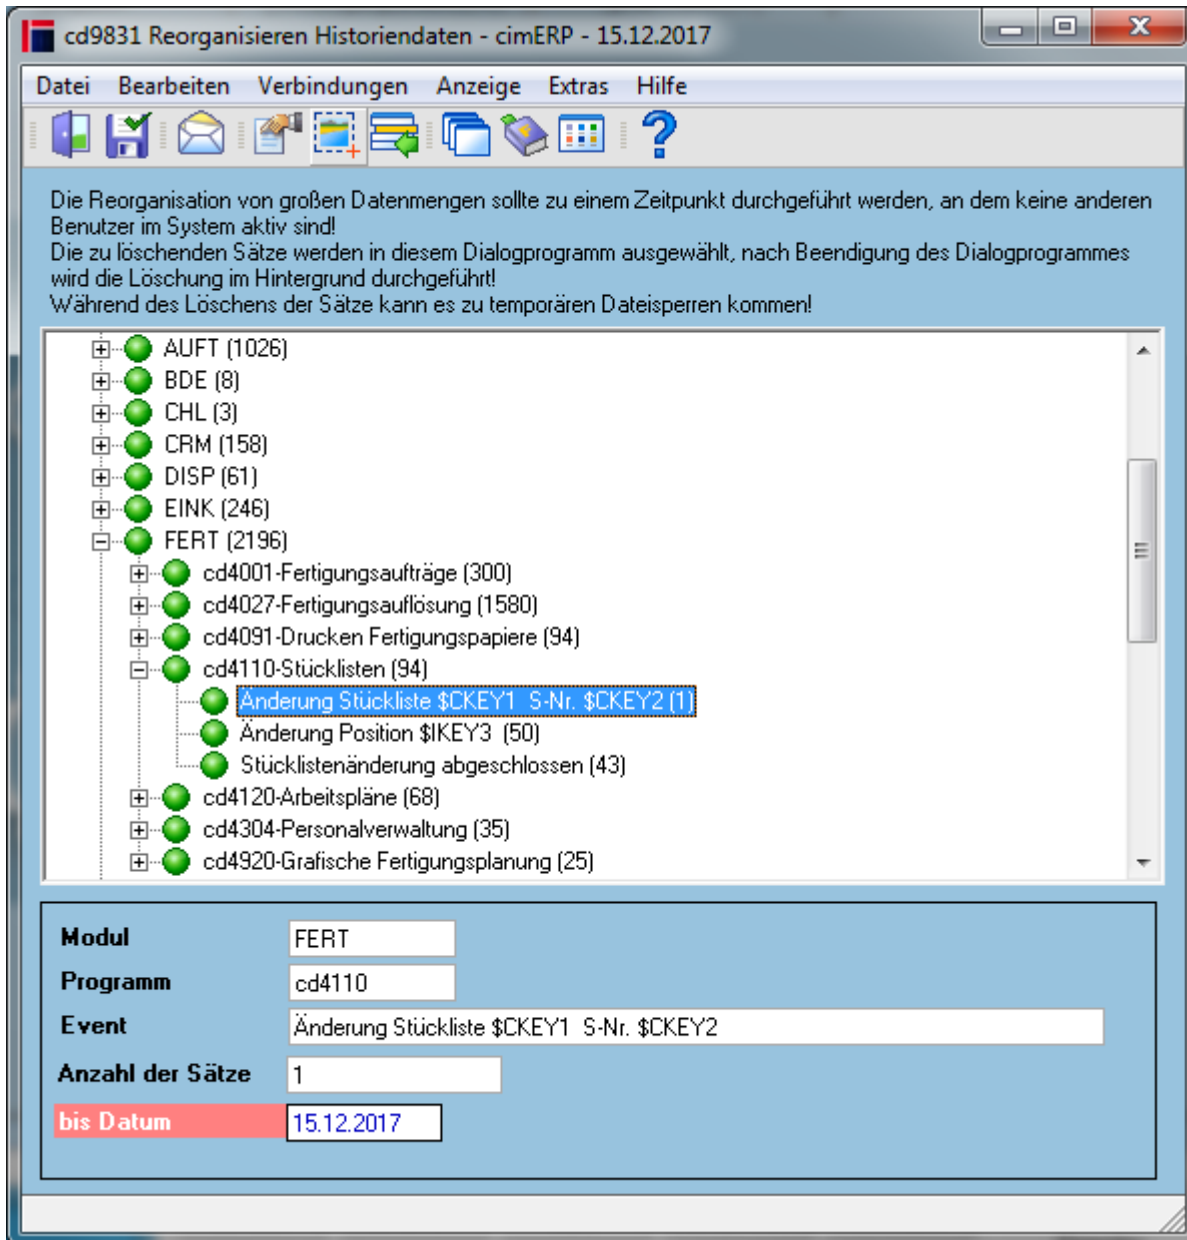 cd9831 Reorganisieren Historiendaten - cimERP - 15.12.2017
Datei Bearbeiten Verbindungen Anzeige Extras Hilfe
Die Reorganisation von großen Datenmengen sollte zu einem Zeitpunkt durchgeführt werden, an dem keine anderen
Benutzer im System aktiv sind!
Die zu löschenden Sätze werden in diesem Dialogprogramm ausgewählt, nach Beendigung des Dialogprogrammes
wird die Löschung im Hintergrund durchgeführt!
Während des Löschens der Sätze kann es zu temporären Dateisperren kommen!
AUFT (1026)
BDE (8)
CHL (3)
CRM (158)
DISP (61)
EINK (246)
FERT (2196)
cd4001-Fertigungsaufträge (300)
cd4027-Fertigungsauflösung (1580)
cd4091-Drucken Fertigungspapiere (94)
cd4110-Stücklisten (94)
Änderung Stückliste $CKEY1 S-Nr. $CKEY2 (1)
Änderung Position $IKEY3 (50)
Stücklistenänderung abgeschlossen (43)
cd4120-Arbeitspläne (68)
cd4304-Personalverwaltung (35)
cd4920-Grafische Fertigungsplanung (25)
Modul FERT
Programm cd4110
Event Änderung Stückliste $CKEY1 S-Nr. $CKEY2
Anzahl der Sätze 1
bis Datum 15.12.2017